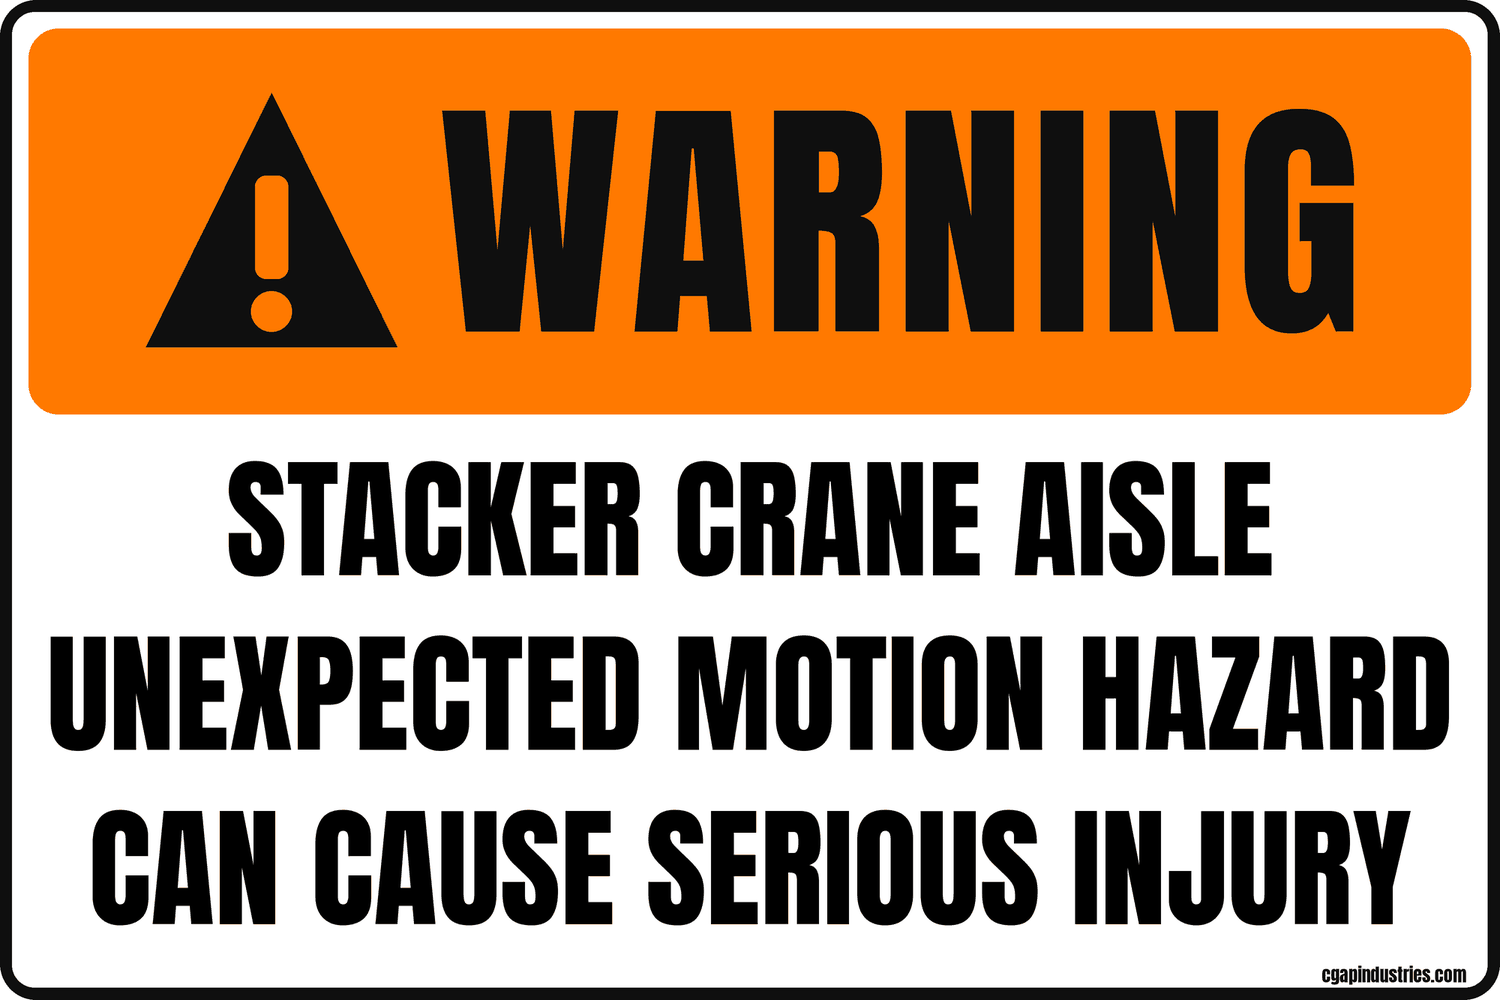 WARNING
STACKER CRANE AISLE
UNEXPECTED MOTION HAZARD
CAN CAUSE SERIOUS INJURY
cgapindustries.com